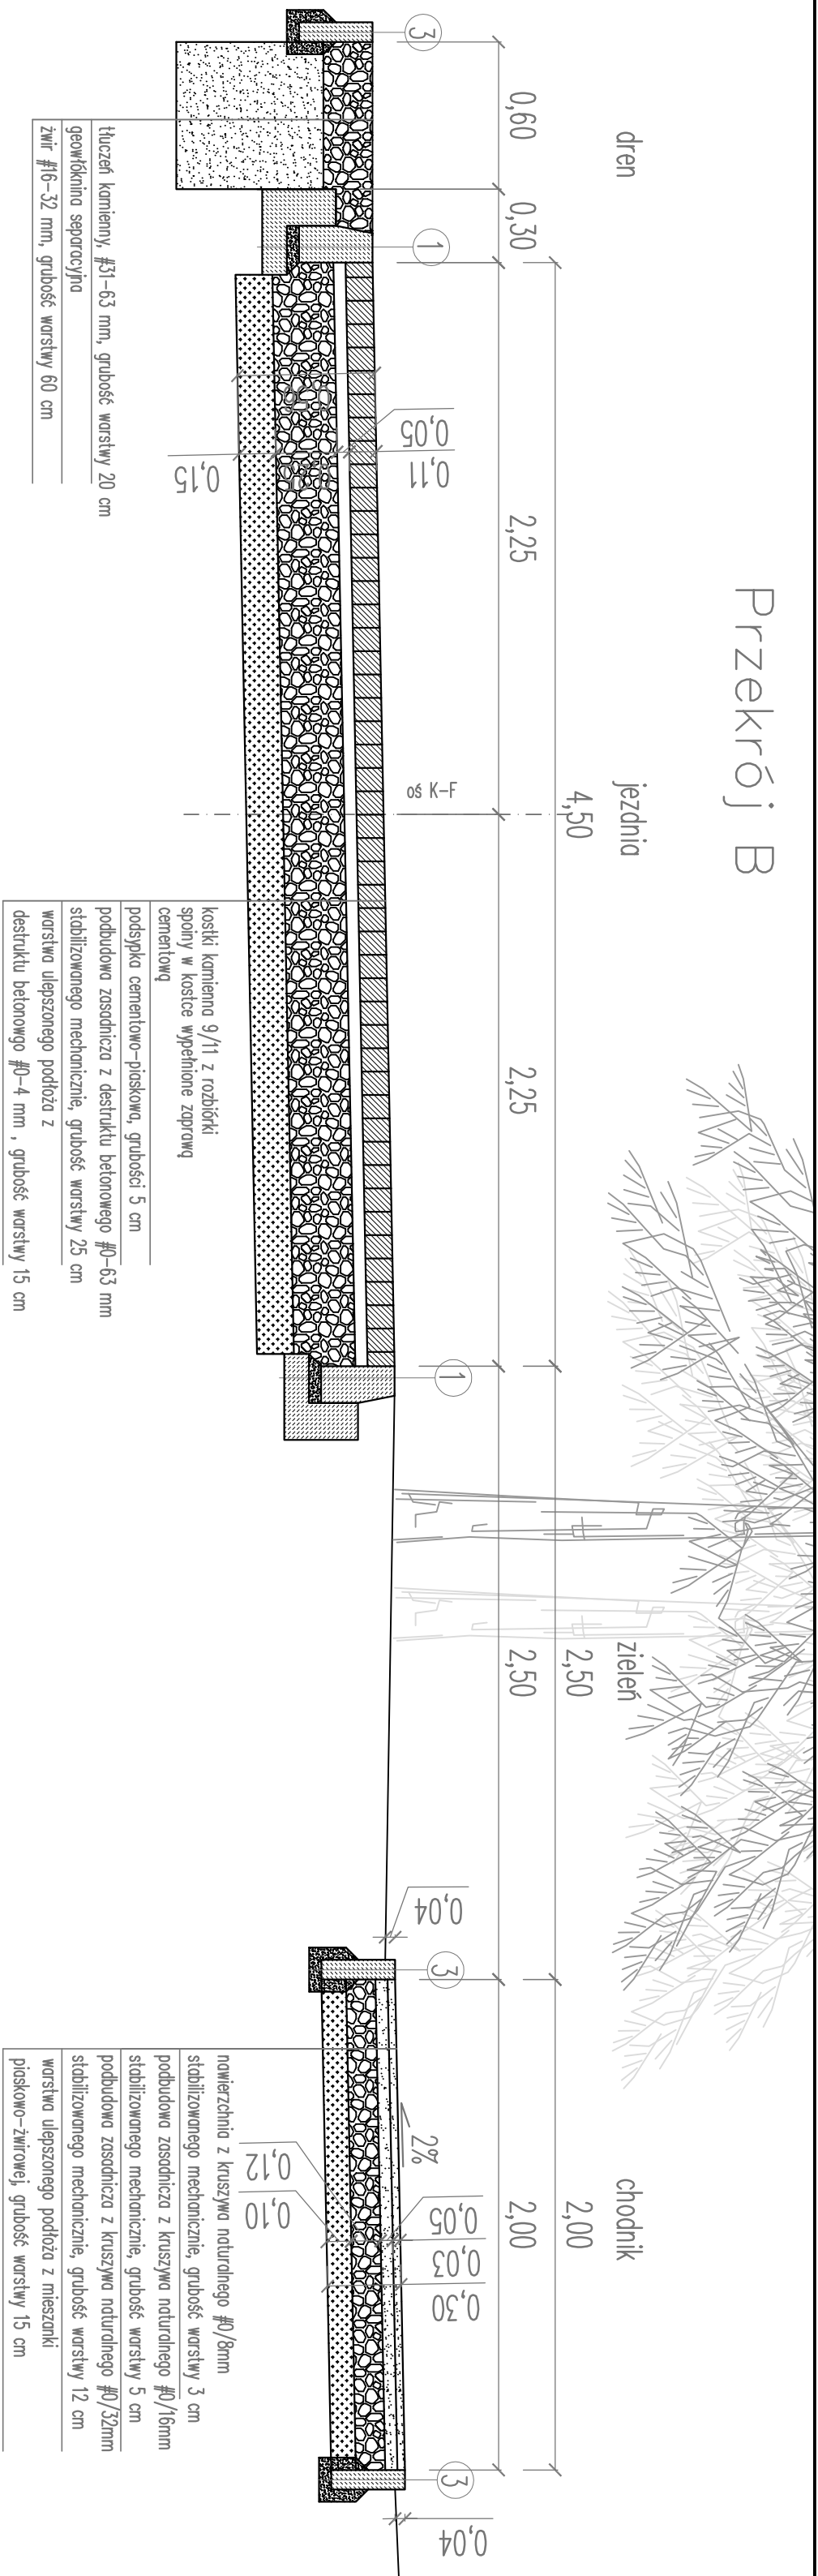 Przekrój B
dren
jezdnia
zieleń
chodnik
4,50
2,50
2,00
0,60
0,30
2,25
2,25
2,50
2,00
3
1
oś K-F
1
3
3
0,05
0,11
0,15
0,04
2%
0,05
0,03
0,30
0,12
0,10
0,04
tłuczeń kamienny, #31-63 mm, grubość warstwy 20 cm
geowłóknina separacyjna
żwir #16-32 mm, grubość warstwy 60 cm
kostki kamienna 9/11 z rozbiórki
spoiny w kostce wypełnione zaprawą
cementową
podsypka cementowo-piaskowa, grubości 5 cm
podbudowa zasadnicza z destruktu betonowego #0-63 mm
stabilizowanego mechanicznie, grubość warstwy 25 cm
warstwa ulepszonego podłoża z
destruktu betonowgo #0-4 mm , grubość warstwy 15 cm
nawierzchnia z kruszywa naturalnego #0/8mm
stabilizowanego mechanicznie, grubość warstwy 3 cm
podbudowa zasadnicza z kruszywa naturalnego #0/16mm
stabilizowanego mechanicznie, grubość warstwy 5 cm
podbudowa zasadnicza z kruszywa naturalnego #0/32mm
stabilizowanego mechanicznie, grubość warstwy 12 cm
warstwa ulepszonego podłoża z mieszanki
piaskowo-żwirowej, grubość warstwy 15 cm